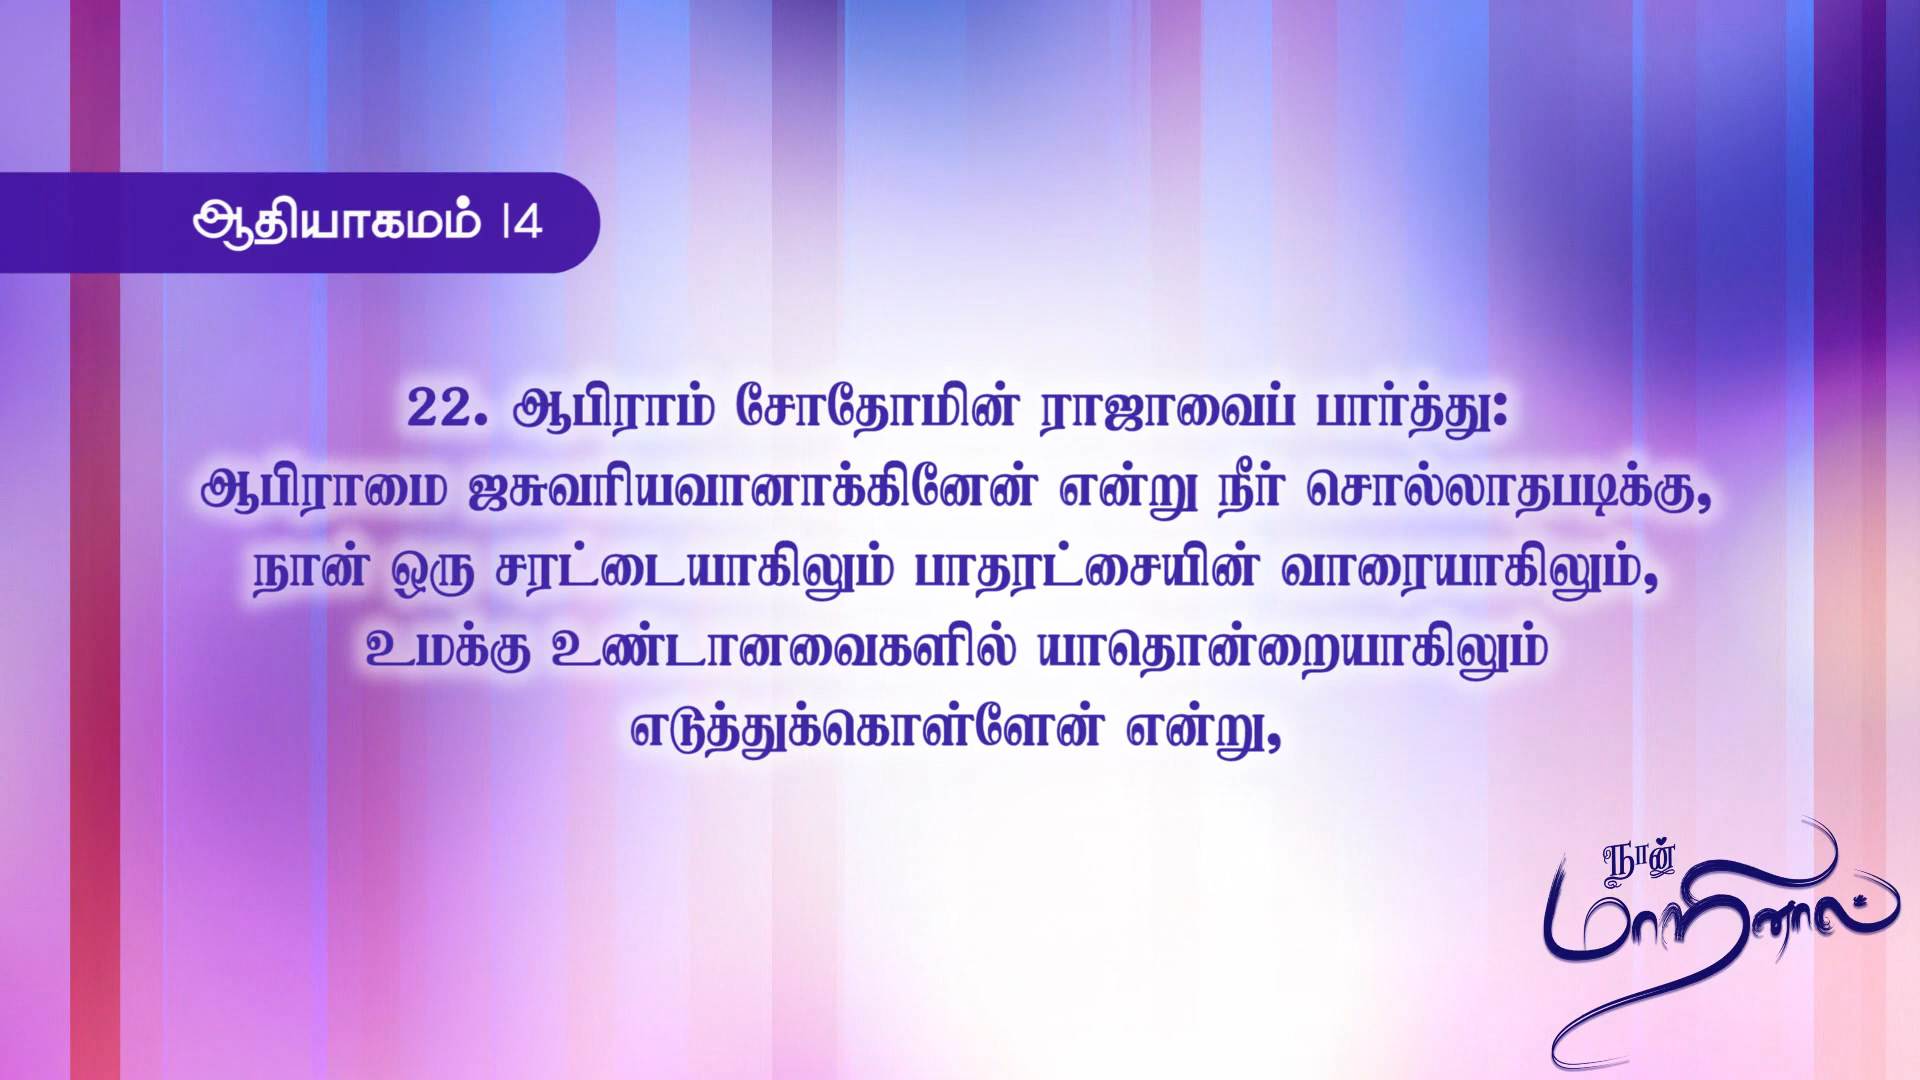 ஆதியாகமம் 14
22. ஆபிராம் சோதோமின் ராஜாவைப் பார்த்து:
ஆபிராமை ஐசுவரியவானாக்கினேன் என்று நீர் சொல்லாதபடிக்கு,
நான் ஒரு சரட்டையாகிலும் பாதரட்சையின் வாரையாகிலும்,
உமக்கு உண்டானவைகளில் யாதொன்றையாகிலும்
எடுத்துக்கொள்ளேன் என்று,
நான்
மாறினால்